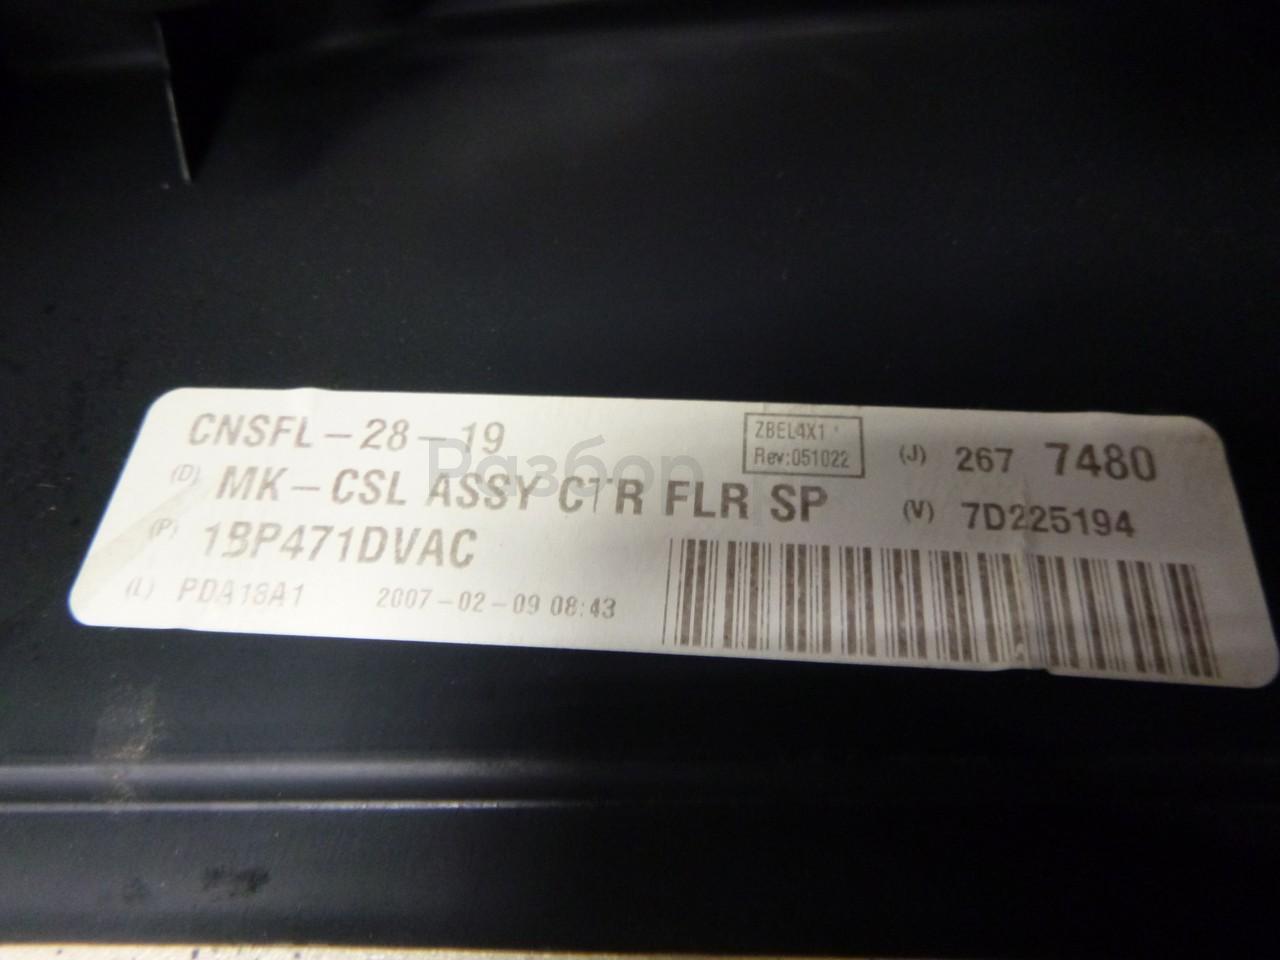 CNSFL-28-19
ZBEL4X1
Rev:051022
(J) 267 7480
(D) MK-CSL ASSY CTR FLR SP
(V) 7D225194
(P) 1BP471DVAC
(L) PDA18A1 2007-02-09 08:43
Разбор